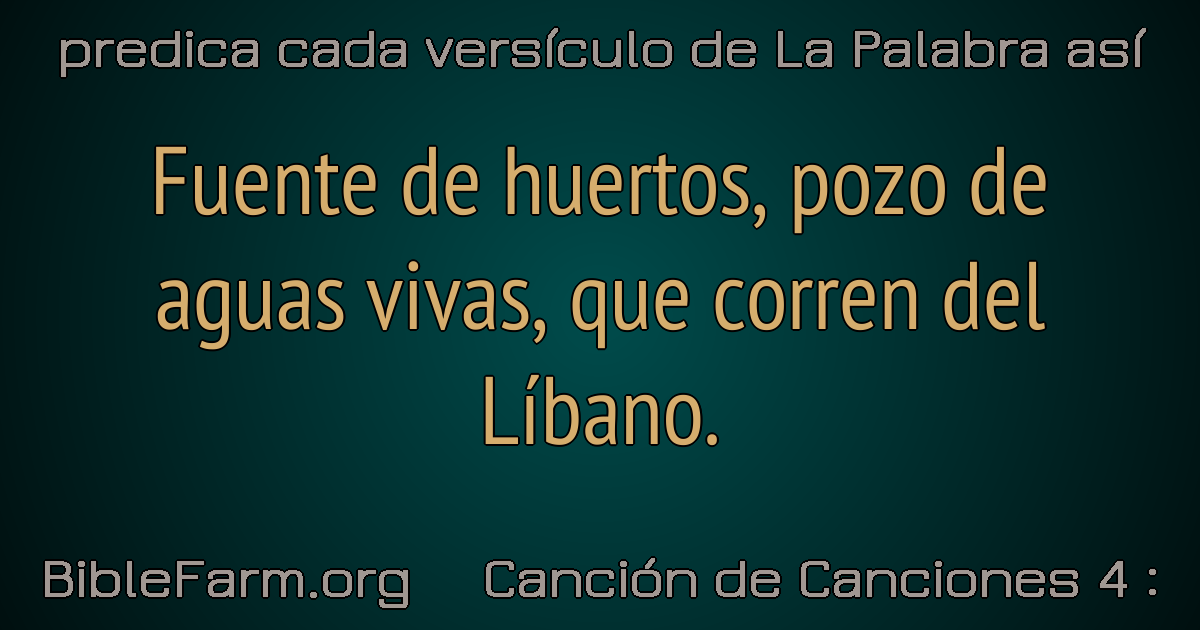 predica cada versículo de La Palabra así
Fuente de huertos, pozo de
aguas vivas, que corren del
Líbano.
BibleFarm.org Canción de Canciones 4 :